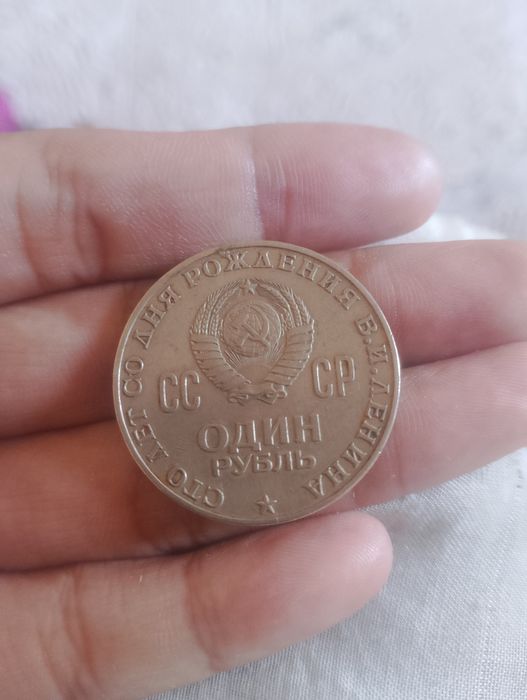 СТО ЛЕТ СО ДНЯ РОЖДЕНИЯ В.И.ЛЕНИНА
СС СР
ОДИН
РУБЛЬ